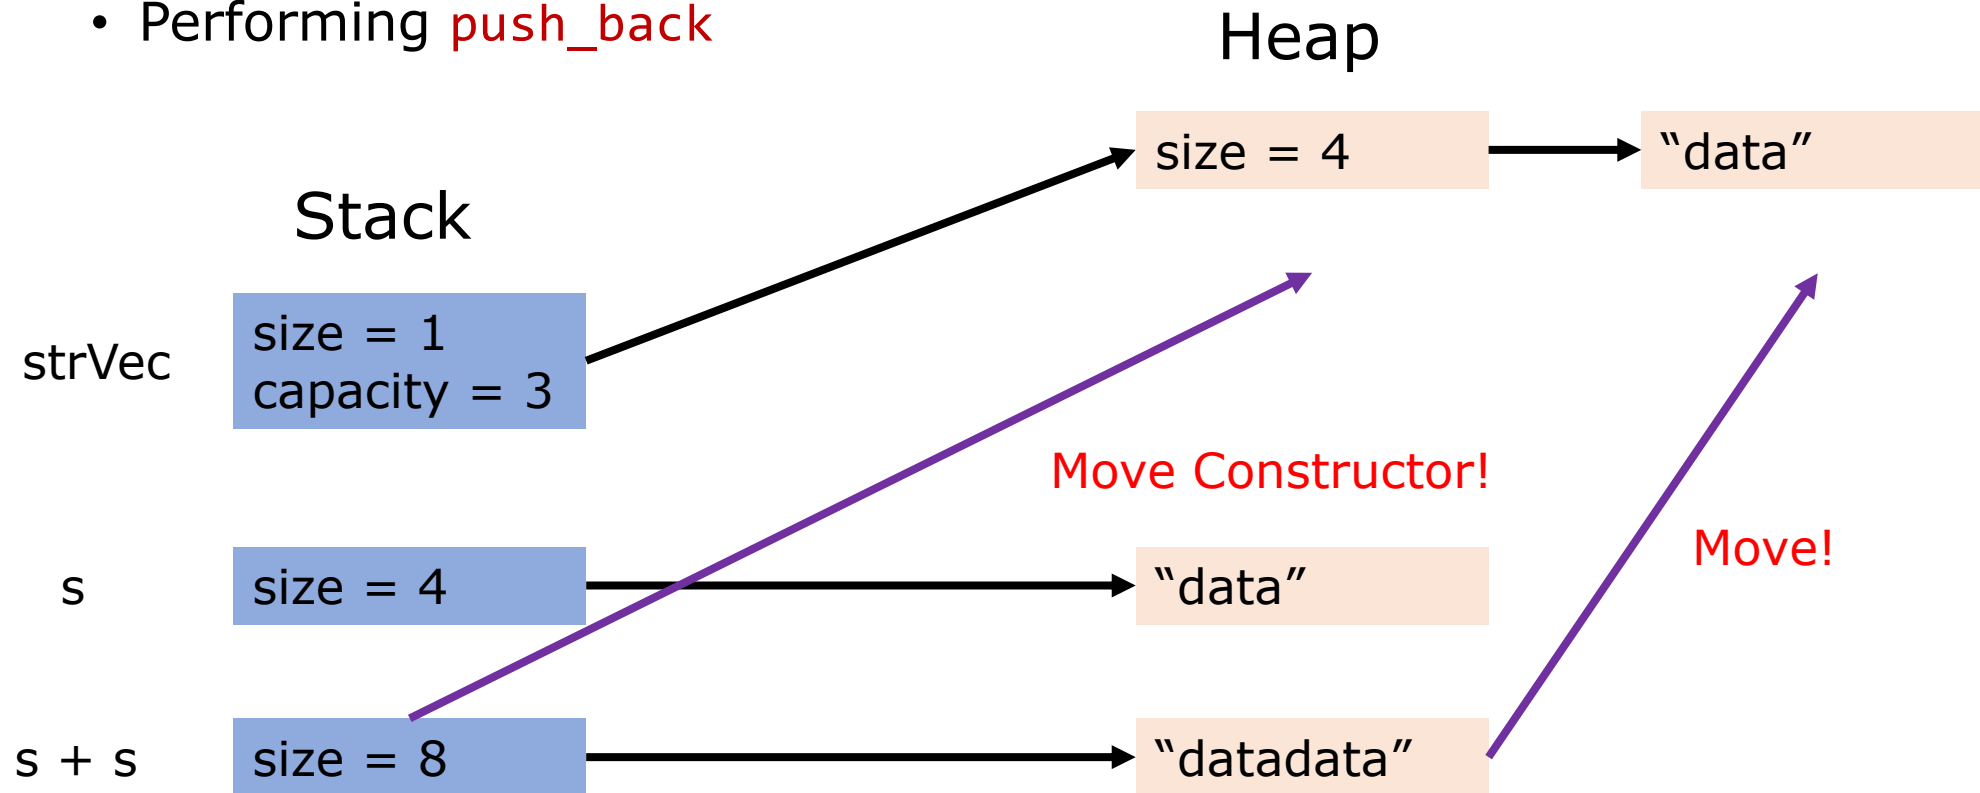 • Performing push_back
Heap
size = 4
“data”
Stack
strVec
size = 1
capacity = 3
Move Constructor!
Move!
s
size = 4
“data”
s + s
size = 8
“datadata”